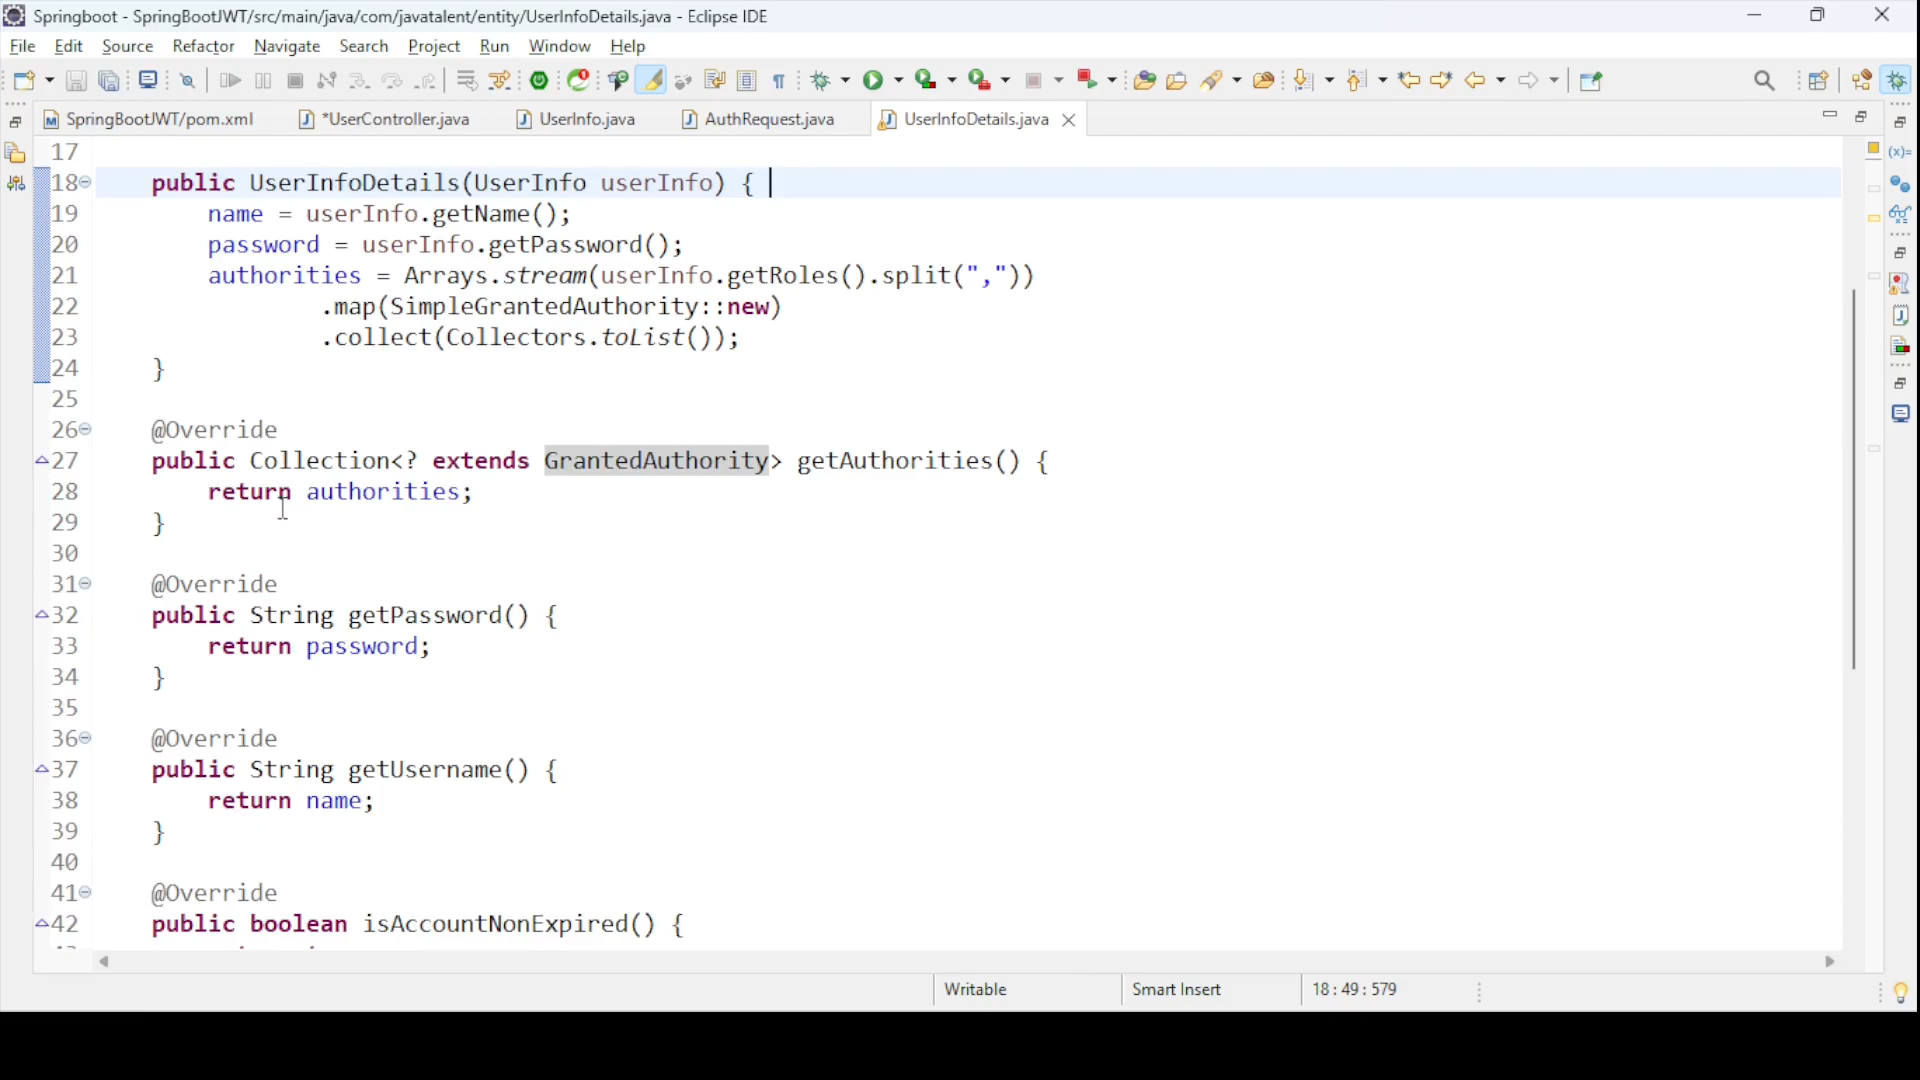 Springboot - SpringBootJWT/src/main/java/com/javatalent/entity/UserInfoDetails.java - Eclipse IDE
File Edit Source Refactor Navigate Search Project Run Window Help
SpringBootJWT/pom.xml *UserController.java UserInfo.java AuthRequest.java UserInfoDetails.java
17
18 public UserInfoDetails(UserInfo userInfo) {
19 name = userInfo.getName();
20 password = userInfo.getPassword();
21 authorities = Arrays.stream(userInfo.getRoles().split(","))
22 .map(SimpleGrantedAuthority::new)
23 .collect(Collectors.toList());
24 }
25
26 @Override
27 public Collection<? extends GrantedAuthority> getAuthorities() {
28 return authorities;
29 }
30
31 @Override
32 public String getPassword() {
33 return password;
34 }
35
36 @Override
37 public String getUsername() {
38 return name;
39 }
40
41 @Override
42 public boolean isAccountNonExpired() {
Writable Smart Insert 18 : 49 : 579